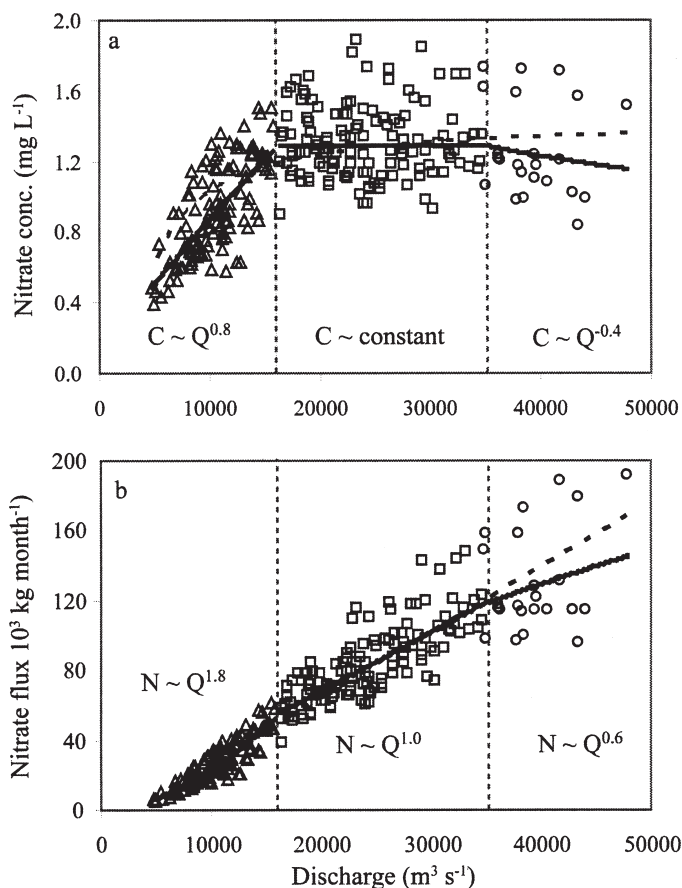 a
2.0
1.6
1.2
0.8
0.4
0.0
Nitrate conc. (mg L⁻¹)
C ~ Q⁰·⁸
C ~ constant
C ~ Q⁻⁰·⁴
0 10000 20000 30000 40000 50000
b
200
160
120
80
40
0
Nitrate flux 10³ kg month⁻¹
N ~ Q¹·⁸
N ~ Q¹·⁰
N ~ Q⁰·⁶
0 10000 20000 30000 40000 50000
Discharge (m³ s⁻¹)